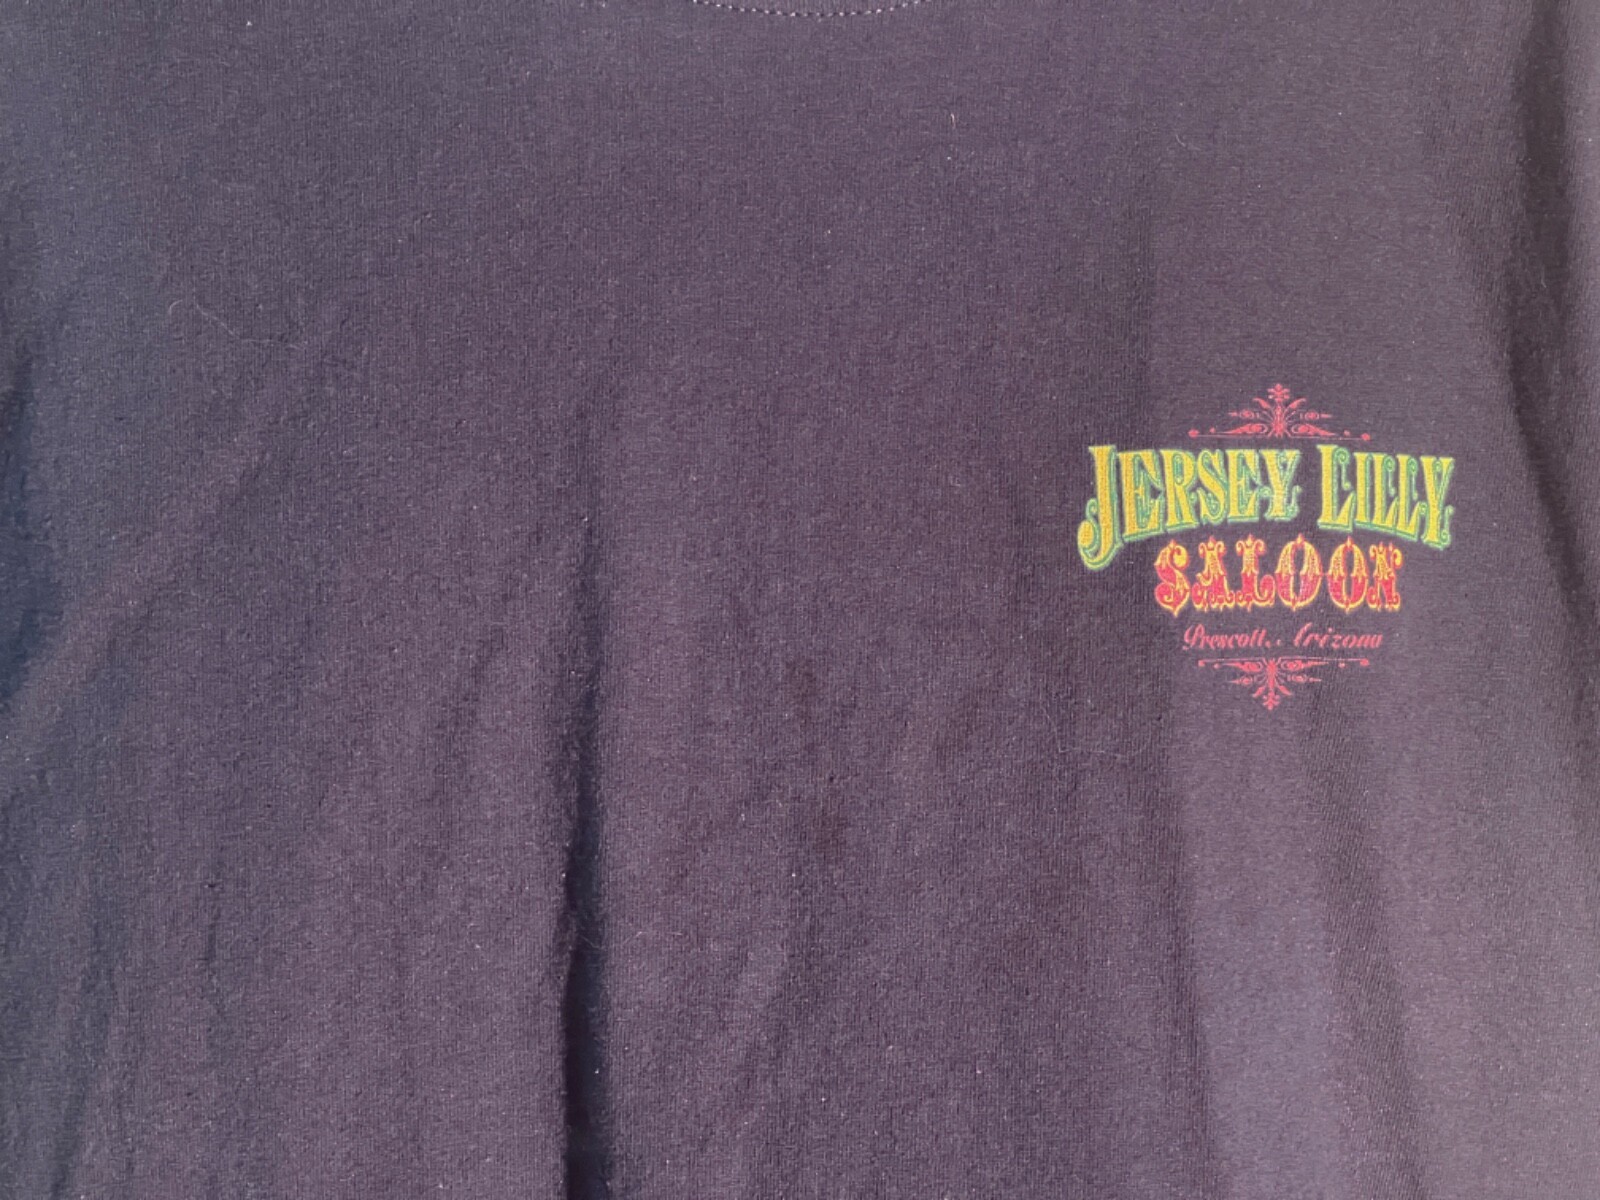 JERSEY LILLY
SALOON
Prescott, Arizona